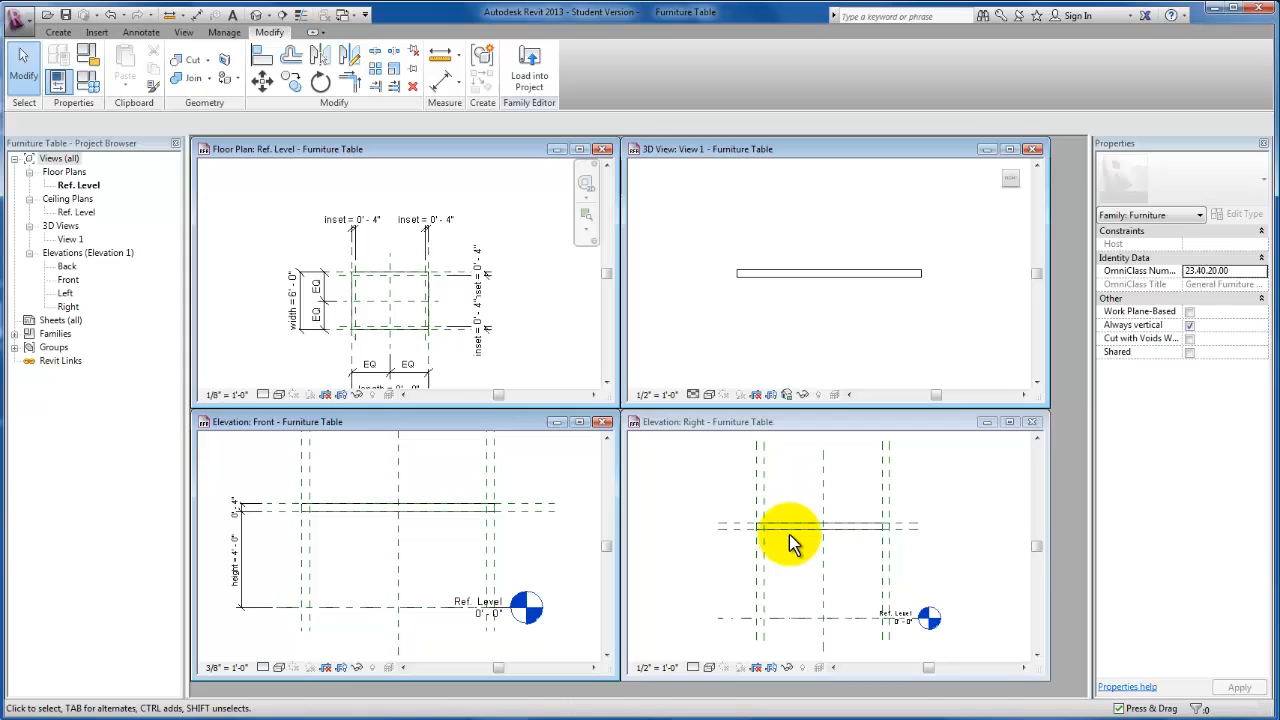 Autodesk Revit 2013 - Student Version - Furniture Table
Type a keyword or phrase
Sign In
Create
Insert
Annotate
View
Manage
Modify
Modify
Paste
Cut
Join
Load into
Project
Select
Properties
Clipboard
Geometry
Modify
Measure
Create
Family Editor
Furniture Table - Project Browser
Views (all)
Floor Plans
Ref. Level
Ceiling Plans
Ref. Level
3D Views
View 1
Elevations (Elevation 1)
Back
Front
Left
Right
Sheets (all)
Families
Groups
Revit Links
Floor Plan: Ref. Level - Furniture Table
inset = 0' - 4"
inset = 0' - 4"
width = 6' - 0"
EQ
EQ
inset = 0' - 4"
EQ
EQ
1/8" = 1'-0"
3D View: View 1 - Furniture Table
1/2" = 1'-0"
Elevation: Front - Furniture Table
0' - 4"
height = 4' - 0"
Ref. Level
0' - 0"
3/8" = 1'-0"
Elevation: Right - Furniture Table
Ref. Level
0' - 0"
1/2" = 1'-0"
Properties
Family: Furniture
Edit Type
Constraints
Host
Identity Data
OmniClass Num... 23.40.20.00
OmniClass Title General Furniture ...
Other
Work Plane-Based
Always vertical
Cut with Voids W...
Shared
Properties help
Apply
Click to select, TAB for alternates, CTRL adds, SHIFT unselects.
Press & Drag
:0